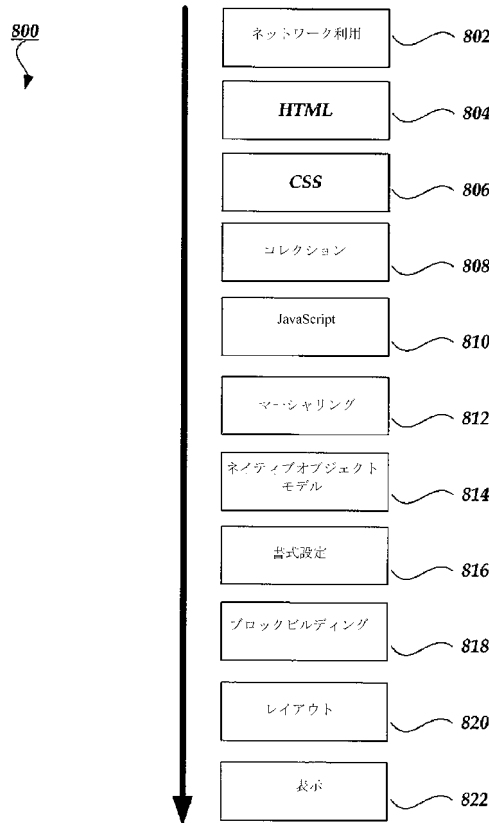 800
ネットワーク利用
802
HTML
804
CSS
806
コレクション
808
JavaScript
810
マーシャリング
812
ネイティブオブジェクト
モデル
814
書式設定
816
ブロックビルディング
818
レイアウト
820
表示
822